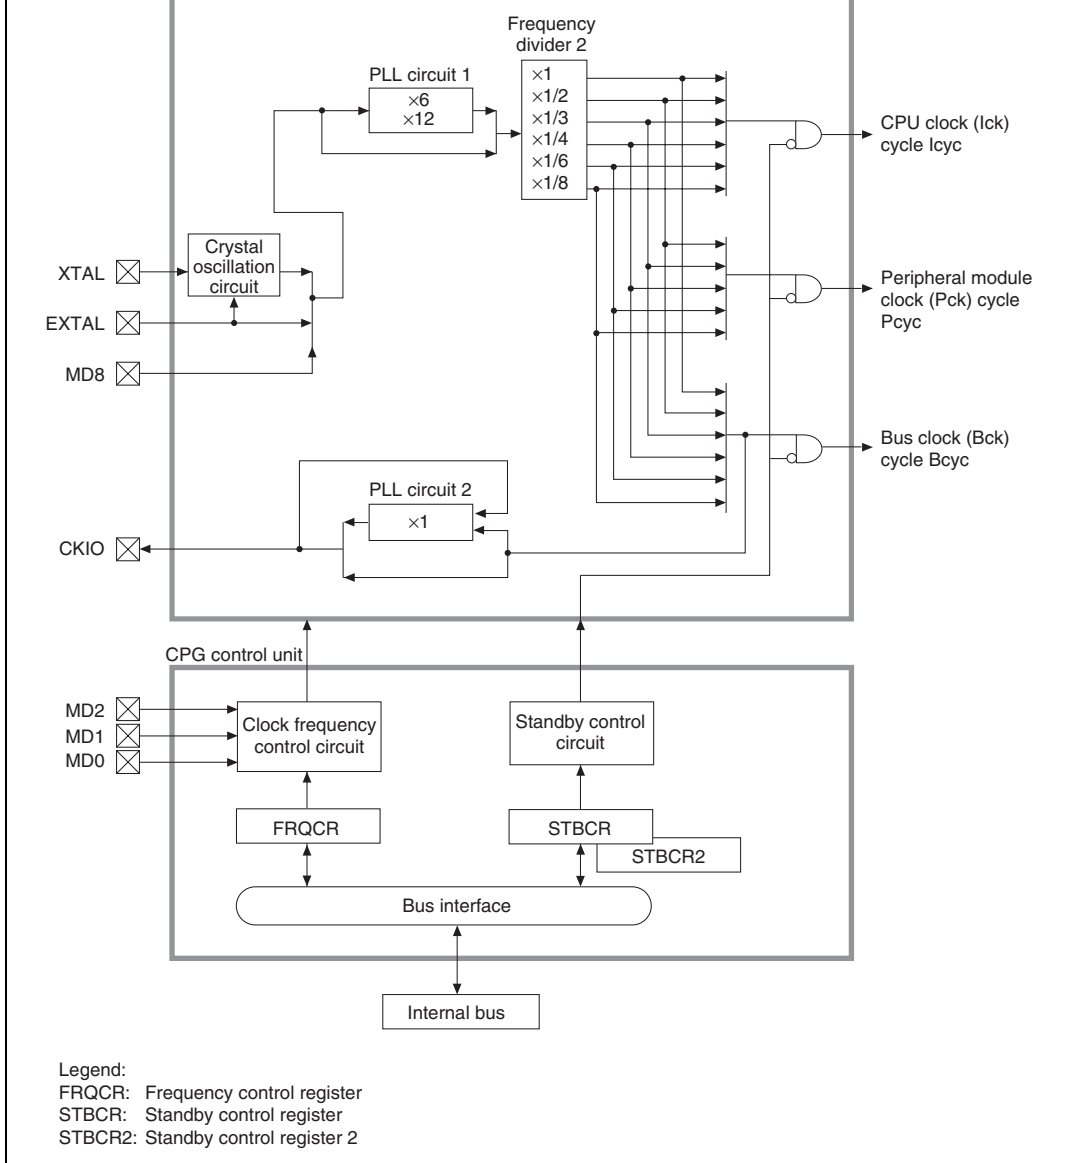 Frequency
divider 2
PLL circuit 1
×6
×12
×1
×1/2
×1/3
×1/4
×1/6
×1/8
CPU clock (Ick)
cycle Icyc
Crystal
oscillation
circuit
XTAL
EXTAL
MD8
Peripheral module
clock (Pck) cycle
Pcyc
Bus clock (Bck)
cycle Bcyc
PLL circuit 2
×1
CKIO
CPG control unit
MD2
MD1
MD0
Clock frequency
control circuit
Standby control
circuit
FRQCR
STBCR
STBCR2
Bus interface
Internal bus
Legend:
FRQCR: Frequency control register
STBCR: Standby control register
STBCR2: Standby control register 2